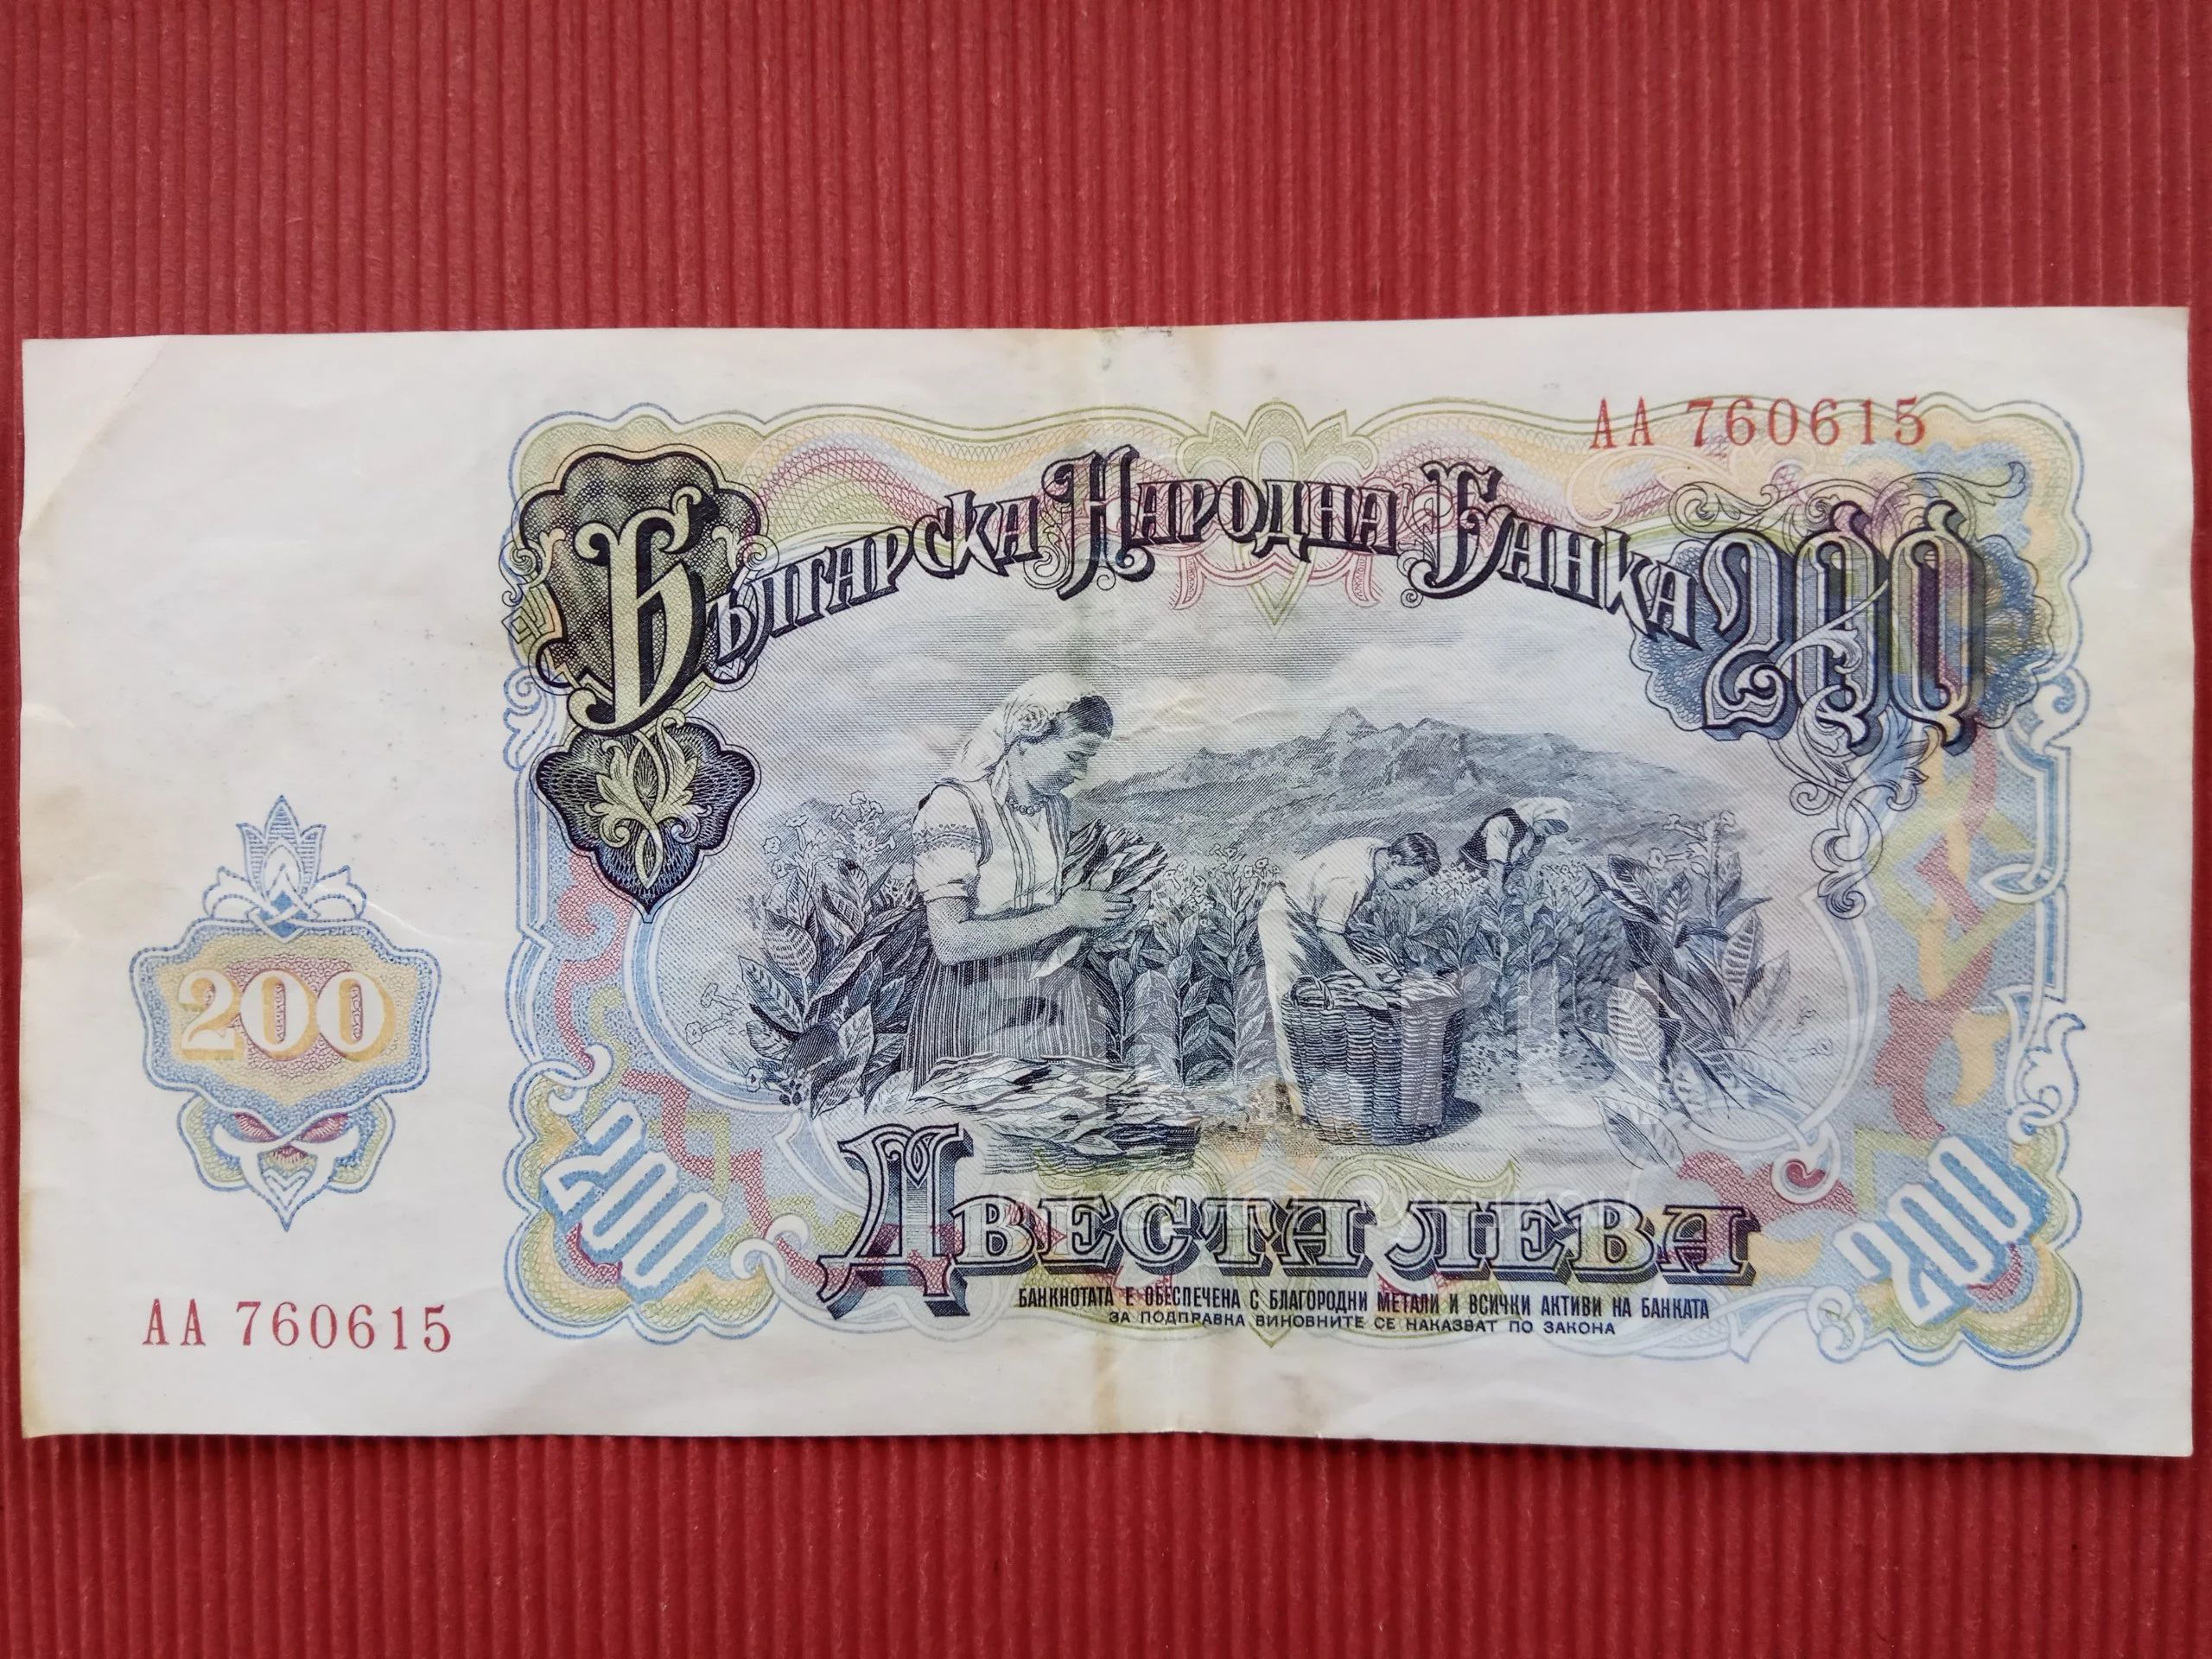 АА 760615
Българска Народна Банка 200
200
200
200
Двеста лева
АА 760615
БАНКНОТАТА Е ОБЕСПЕЧЕНА С БЛАГОРОДНИ МЕТАЛИ И ВСИЧКИ АКТИВИ НА БАНКАТА
ЗА ПОДПРАВКА ВИНОВНИТЕ СЕ НАКАЗВАТ ПО ЗАКОНА